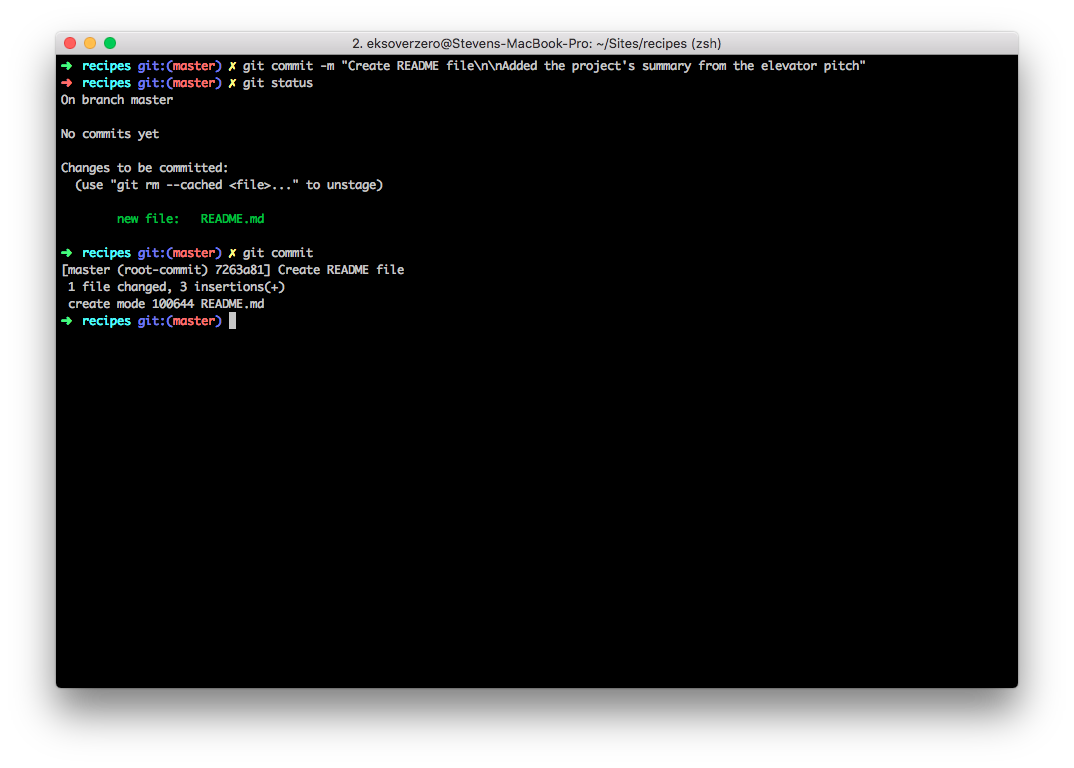 2. eksoverzero@Stevens-MacBook-Pro: ~/Sites/recipes (zsh)
➜ recipes git:(master) ✗ git commit -m "Create README file\n\nAdded the project's summary from the elevator pitch"
➜ recipes git:(master) ✗ git status
On branch master
No commits yet
Changes to be committed:
(use "git rm --cached <file>..." to unstage)
new file: README.md
➜ recipes git:(master) ✗ git commit
[master (root-commit) 7263a81] Create README file
1 file changed, 3 insertions(+)
create mode 100644 README.md
➜ recipes git:(master)